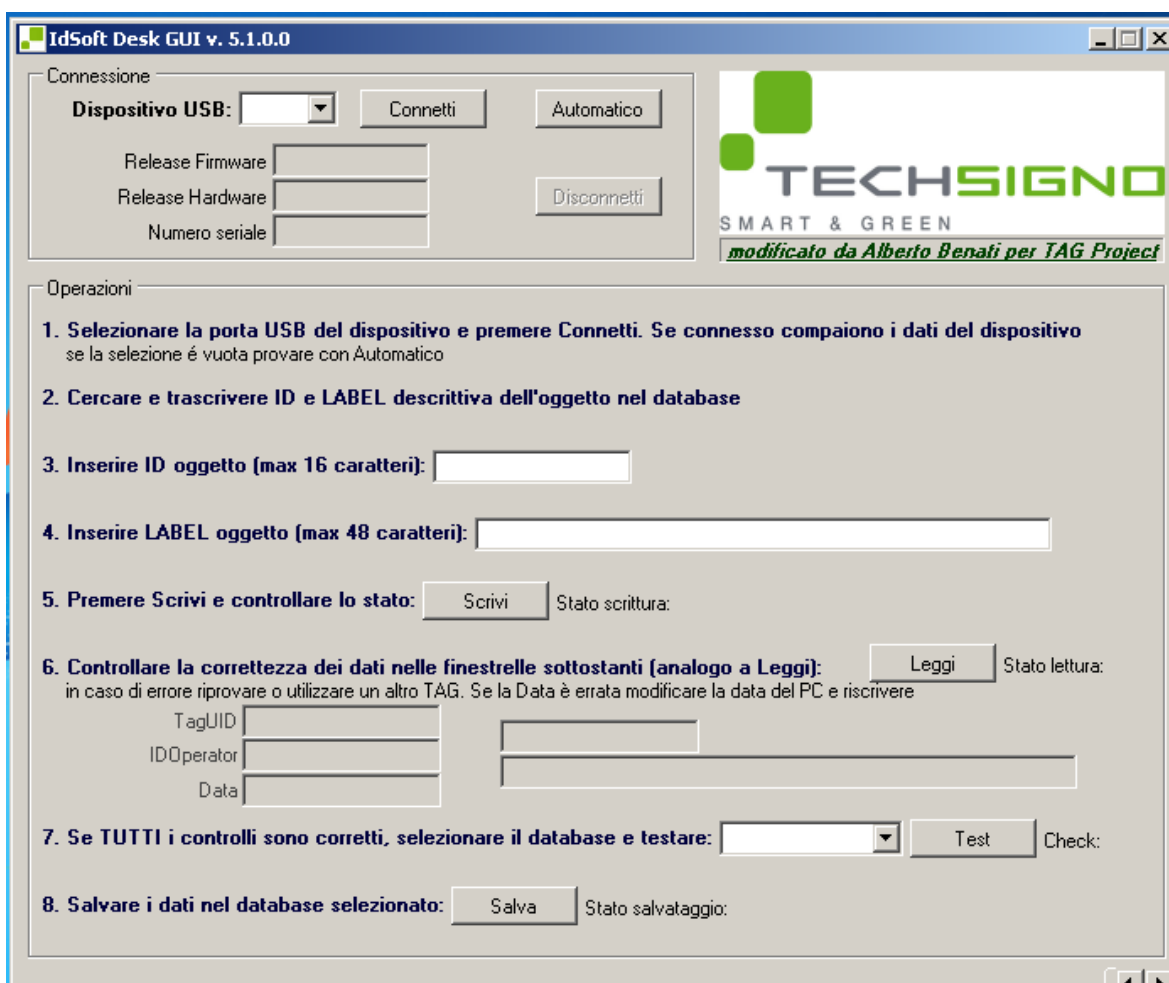 IdSoft Desk GUI v. 5.1.0.0
Connessione
Dispositivo USB:
Connetti
Automatico
Release Firmware
Release Hardware
Disconnetti
Numero seriale
TECHSIGNO
SMART & GREEN
modificato da Alberto Benati per TAG Project
Operazioni
1. Selezionare la porta USB del dispositivo e premere Connetti. Se connesso compaiono i dati del dispositivo
se la selezione é vuota provare con Automatico
2. Cercare e trascrivere ID e LABEL descrittiva dell'oggetto nel database
3. Inserire ID oggetto (max 16 caratteri):
4. Inserire LABEL oggetto (max 48 caratteri):
5. Premere Scrivi e controllare lo stato: Scrivi Stato scrittura:
6. Controllare la correttezza dei dati nelle finestrelle sottostanti (analogo a Leggi): Leggi Stato lettura:
in caso di errore riprovare o utilizzare un altro TAG. Se la Data è errata modificare la data del PC e riscrivere
TagUID
IDOperator
Data
7. Se TUTTI i controlli sono corretti, selezionare il database e testare: Test Check:
8. Salvare i dati nel database selezionato: Salva Stato salvataggio: